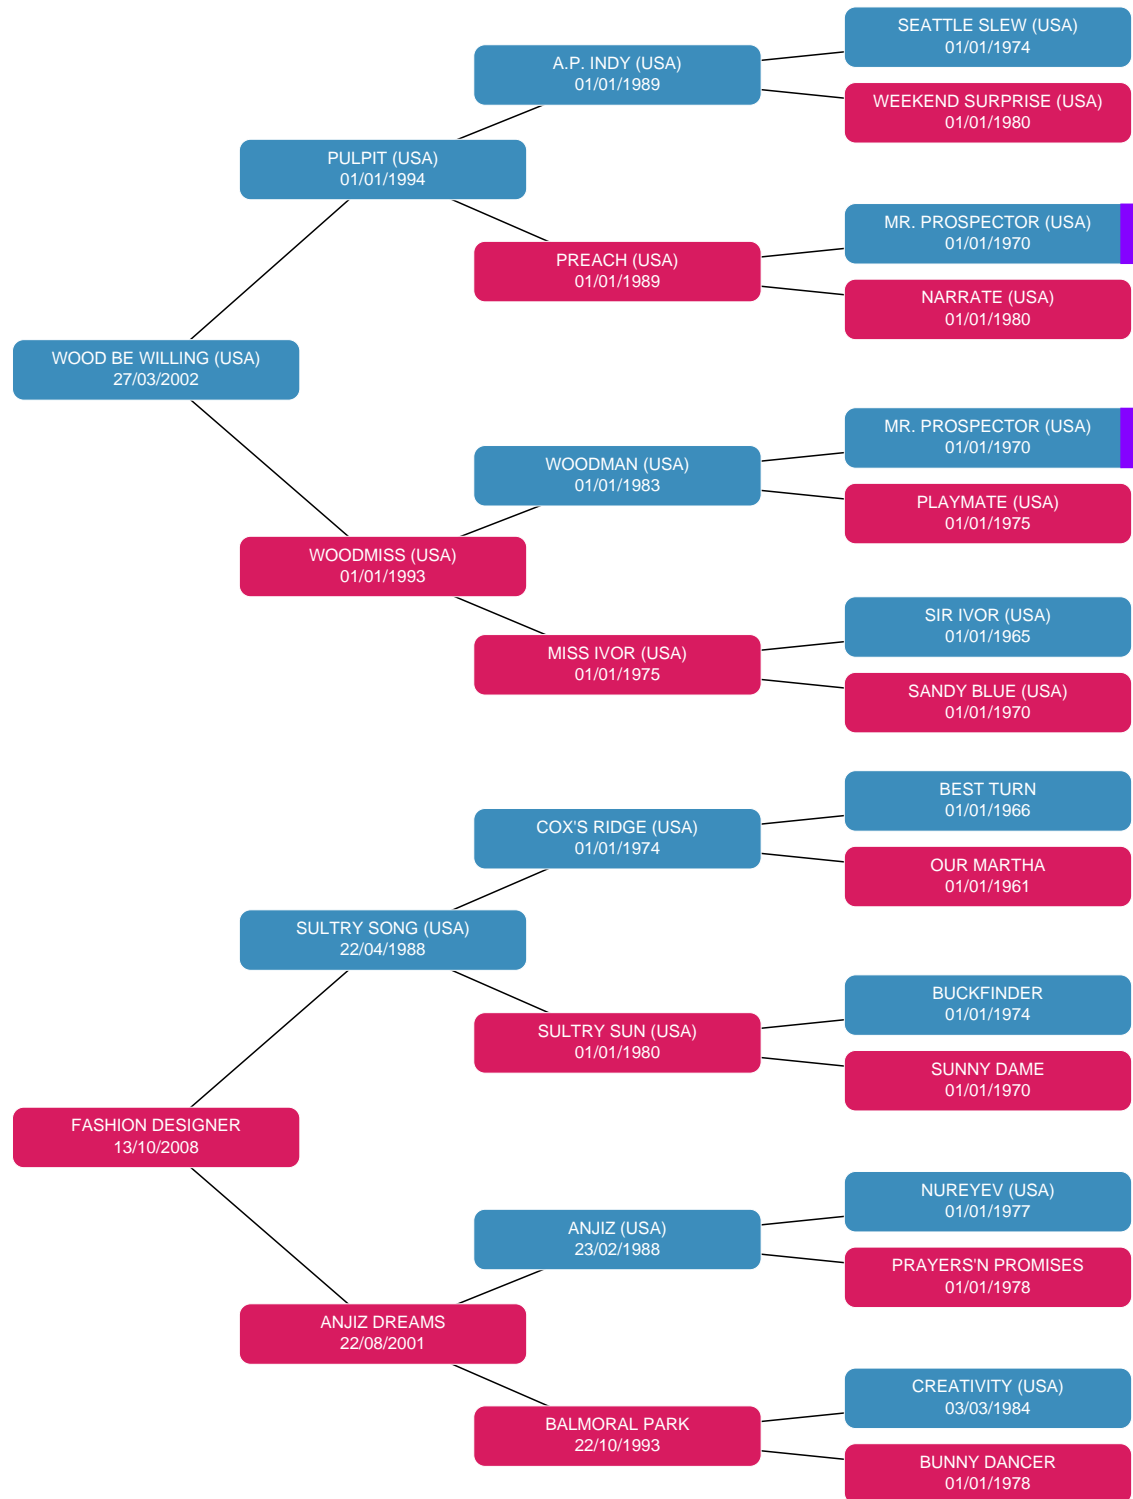 SEATTLE SLEW (USA)
01/01/1974
A.P. INDY (USA)
01/01/1989
WEEKEND SURPRISE (USA)
01/01/1980
PULPIT (USA)
01/01/1994
MR. PROSPECTOR (USA)
01/01/1970
PREACH (USA)
01/01/1989
NARRATE (USA)
01/01/1980
WOOD BE WILLING (USA)
27/03/2002
MR. PROSPECTOR (USA)
01/01/1970
WOODMAN (USA)
01/01/1983
PLAYMATE (USA)
01/01/1975
WOODMISS (USA)
01/01/1993
SIR IVOR (USA)
01/01/1965
MISS IVOR (USA)
01/01/1975
SANDY BLUE (USA)
01/01/1970
BEST TURN
01/01/1966
COX'S RIDGE (USA)
01/01/1974
OUR MARTHA
01/01/1961
SULTRY SONG (USA)
22/04/1988
BUCKFINDER
01/01/1974
SULTRY SUN (USA)
01/01/1980
SUNNY DAME
01/01/1970
FASHION DESIGNER
13/10/2008
NUREYEV (USA)
01/01/1977
ANJIZ (USA)
23/02/1988
PRAYERS'N PROMISES
01/01/1978
ANJIZ DREAMS
22/08/2001
CREATIVITY (USA)
03/03/1984
BALMORAL PARK
22/10/1993
BUNNY DANCER
01/01/1978